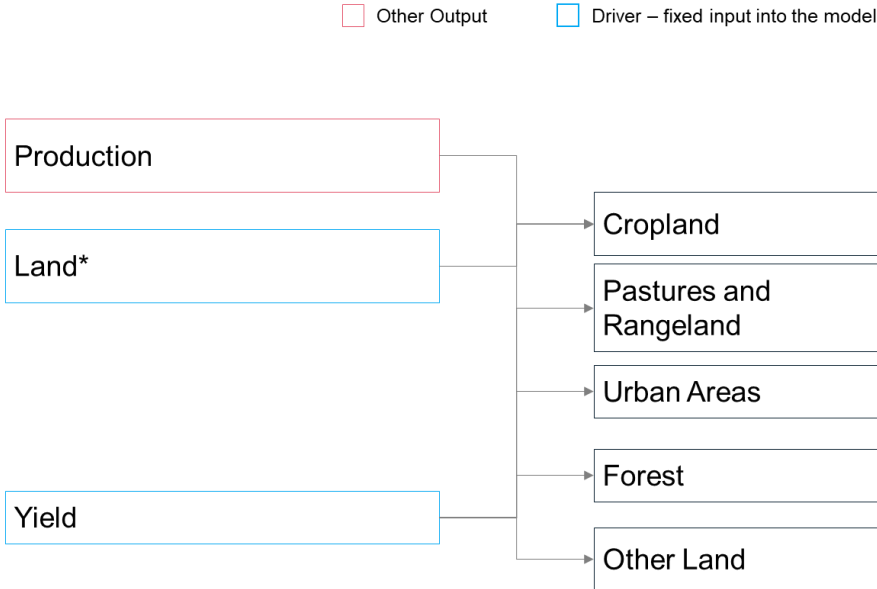 Other Output
Driver – fixed input into the model
Production
Land*
Yield
Cropland
Pastures and
Rangeland
Urban Areas
Forest
Other Land